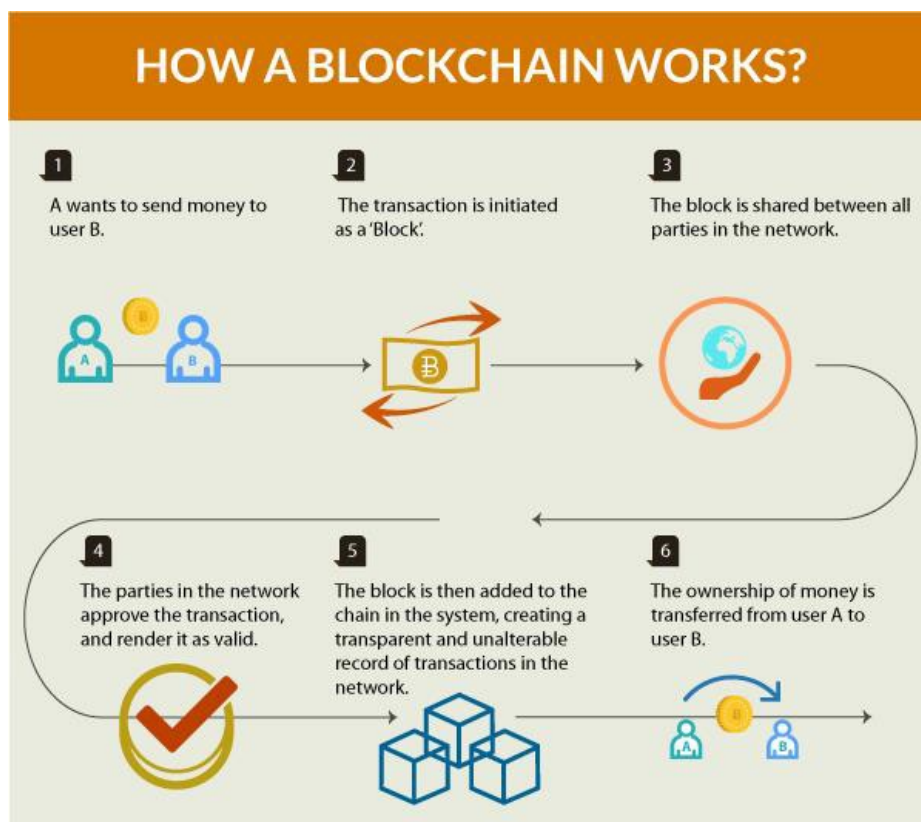 HOW A BLOCKCHAIN WORKS?
1
A wants to send money to
user B.
2
The transaction is initiated
as a 'Block'.
3
The block is shared between all
parties in the network.
A
B
B
4
The parties in the network
approve the transaction,
and render it as valid.
5
The block is then added to the
chain in the system, creating a
transparent and unalterable
record of transactions in the
network.
6
The ownership of money is
transferred from user A to
user B.
A
B
B